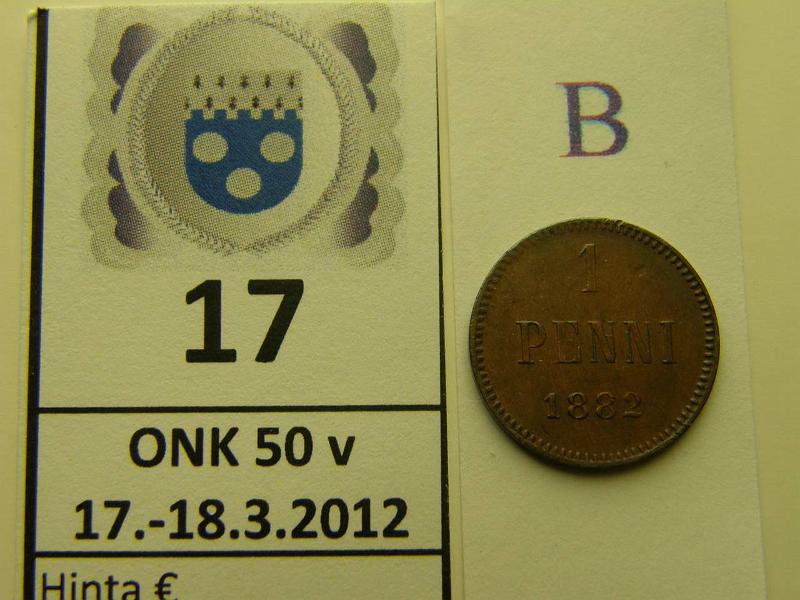 17
ONK 50 v
17.-18.3.2012
Hinta €
B
1
PENNI
1882